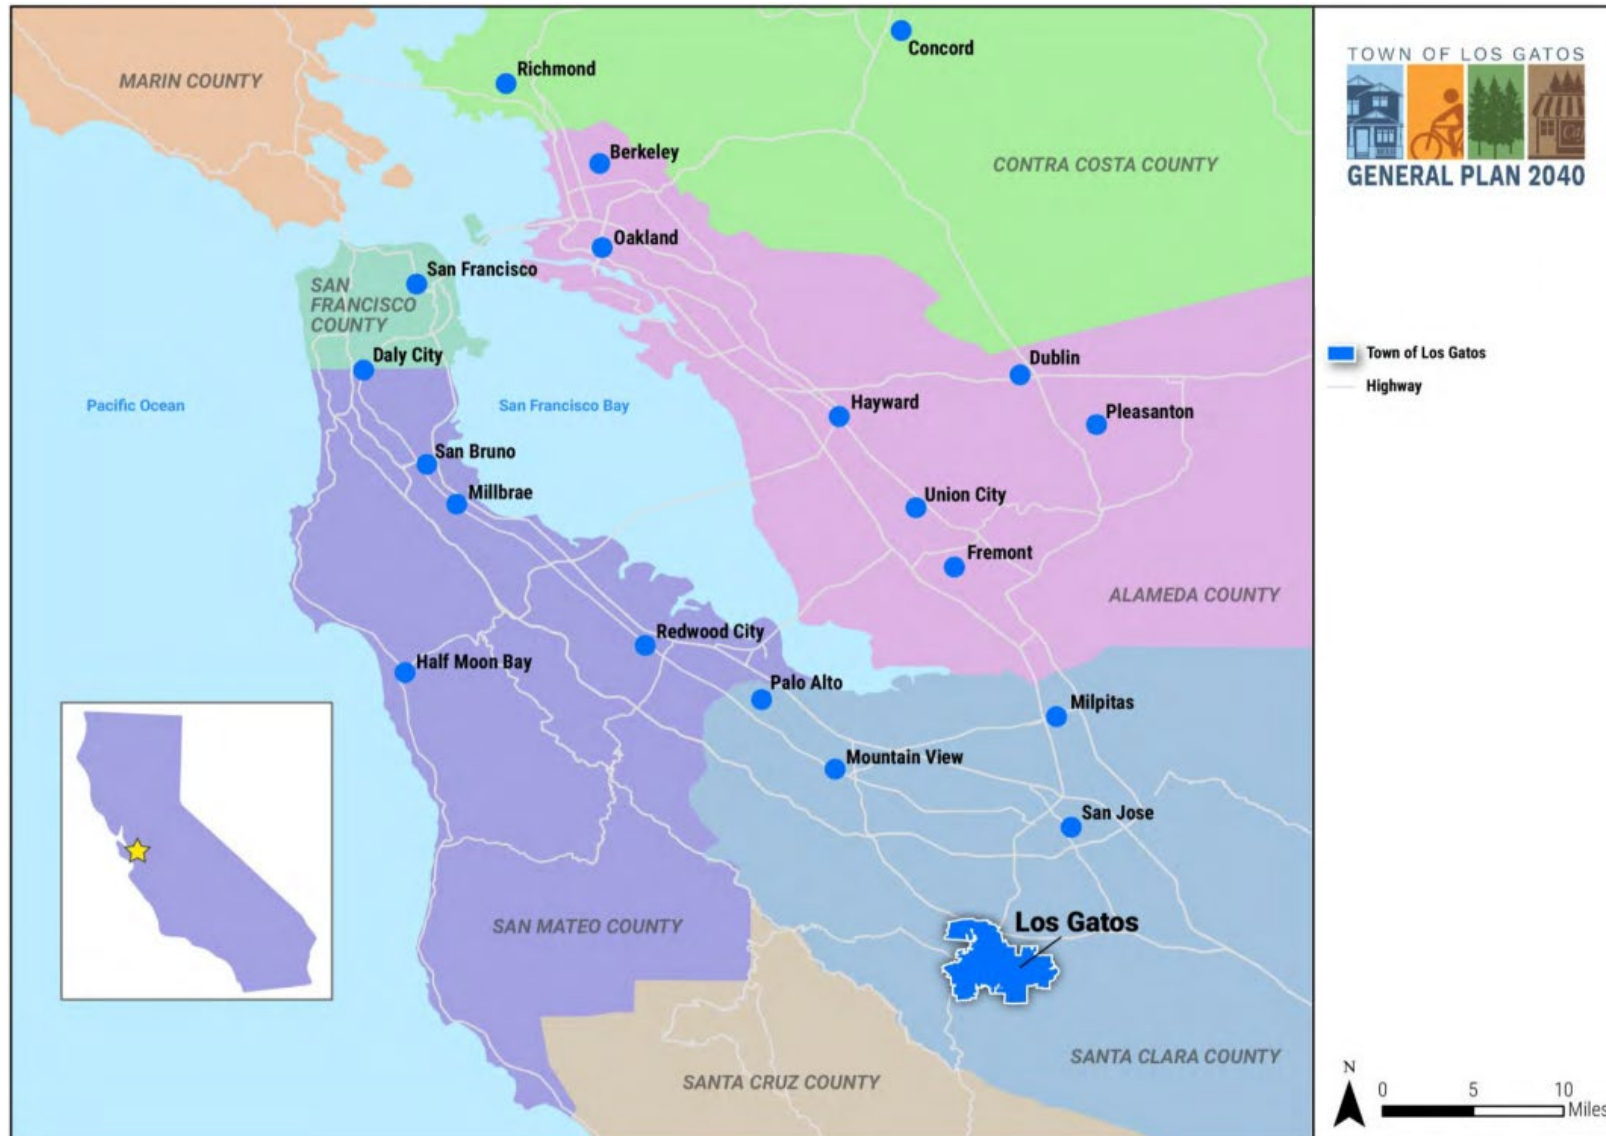 Concord
Richmond
MARIN COUNTY
Berkeley
CONTRA COSTA COUNTY
Oakland
San Francisco
SAN
FRANCISCO
COUNTY
Daly City
Dublin
Pacific Ocean
San Francisco Bay
Hayward
Pleasanton
San Bruno
Millbrae
Union City
Fremont
ALAMEDA COUNTY
Redwood City
Half Moon Bay
Palo Alto
Milpitas
Mountain View
San Jose
Los Gatos
SAN MATEO COUNTY
SANTA CLARA COUNTY
SANTA CRUZ COUNTY
TOWN OF LOS GATOS
GENERAL PLAN 2040
Town of Los Gatos
Highway
N
0 5 10
Miles